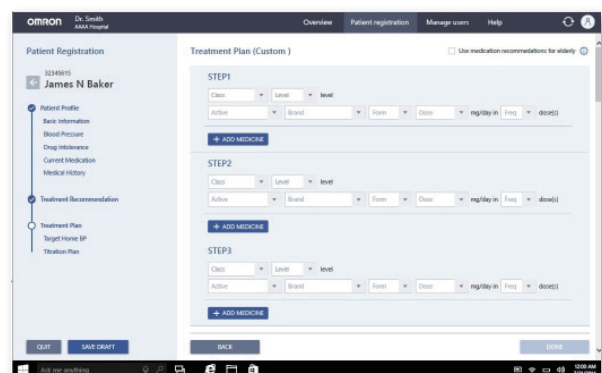 OMRON Dr. Smith Overview Patient registration Manage users Help
AAAA Hospital
Patient Registration
Treatment Plan (Custom )
Use medication recommedations for elderly
32345615
James N Baker
Patient Profile
Basic Information
Blood Pressure
Drug Intolerance
Current Medication
Medical History
Treatment Recommendation
Treatment Plan
Target Home BP
Titration Plan
STEP1
Class Level level
Active Brand Form Dose mg/day in Freq dose(s)
+ ADD MEDICINE
STEP2
Class Level level
Active Brand Form Dose mg/day in Freq dose(s)
+ ADD MEDICINE
STEP3
Class Level level
Active Brand Form Dose mg/day in Freq dose(s)
+ ADD MEDICINE
QUIT SAVE DRAFT BACK DONE
Ask me anything
12:00 AM